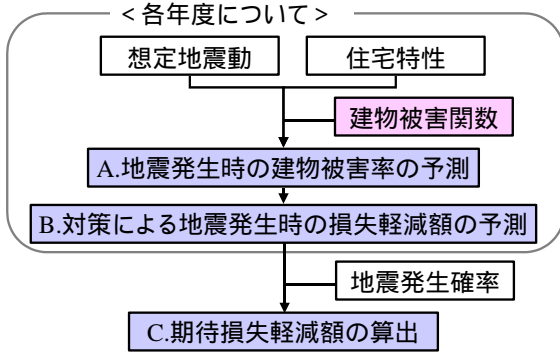 ＜各年度について＞
想定地震動
住宅特性
建物被害関数
A.地震発生時の建物被害率の予測
B.対策による地震発生時の損失軽減額の予測
地震発生確率
C.期待損失軽減額の算出